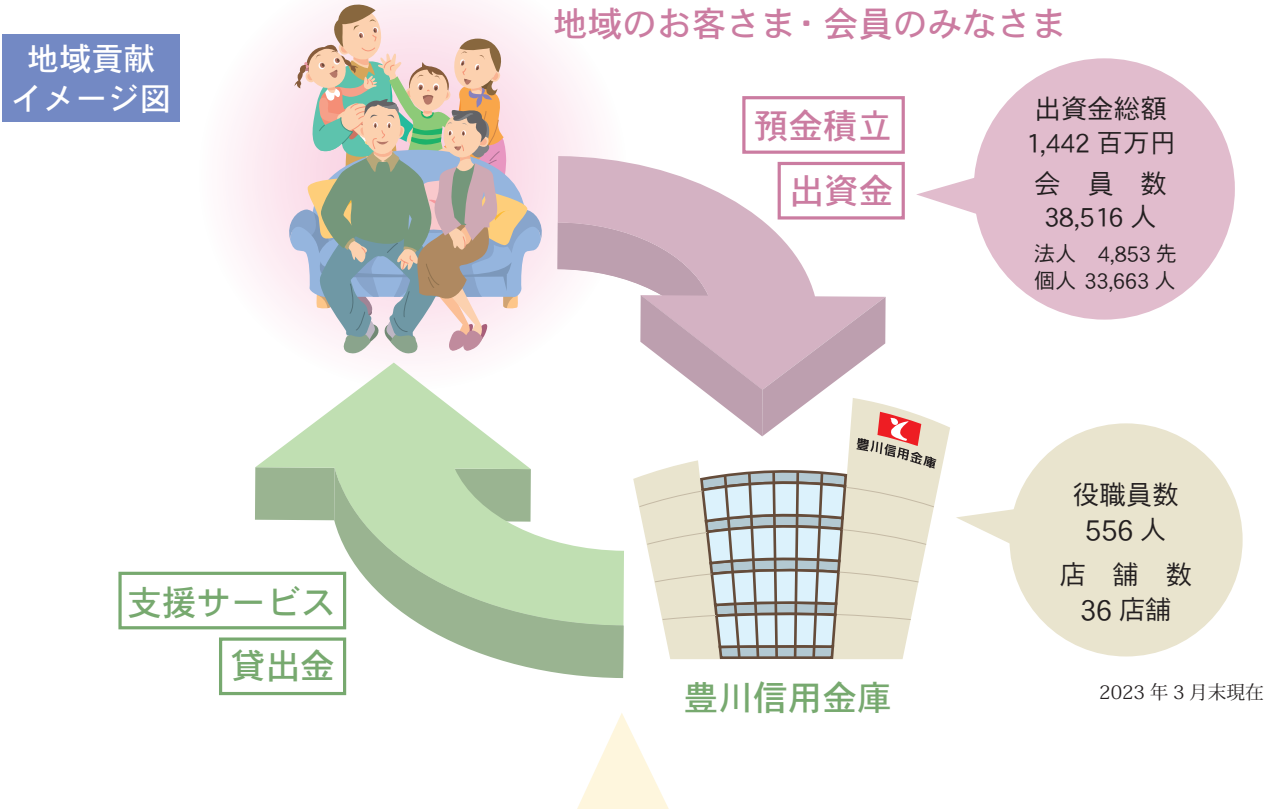 地域貢献
イメージ図
地域のお客さま・会員のみなさま
預金積立
出資金
出資金総額
1,442 百万円
会　員　数
38,516 人
法人　4,853 先
個人 33,663 人
豊川信用金庫
役職員数
556 人
店　舗　数
36 店舗
支援サービス
貸出金
豊川信用金庫
2023 年 3 月末現在